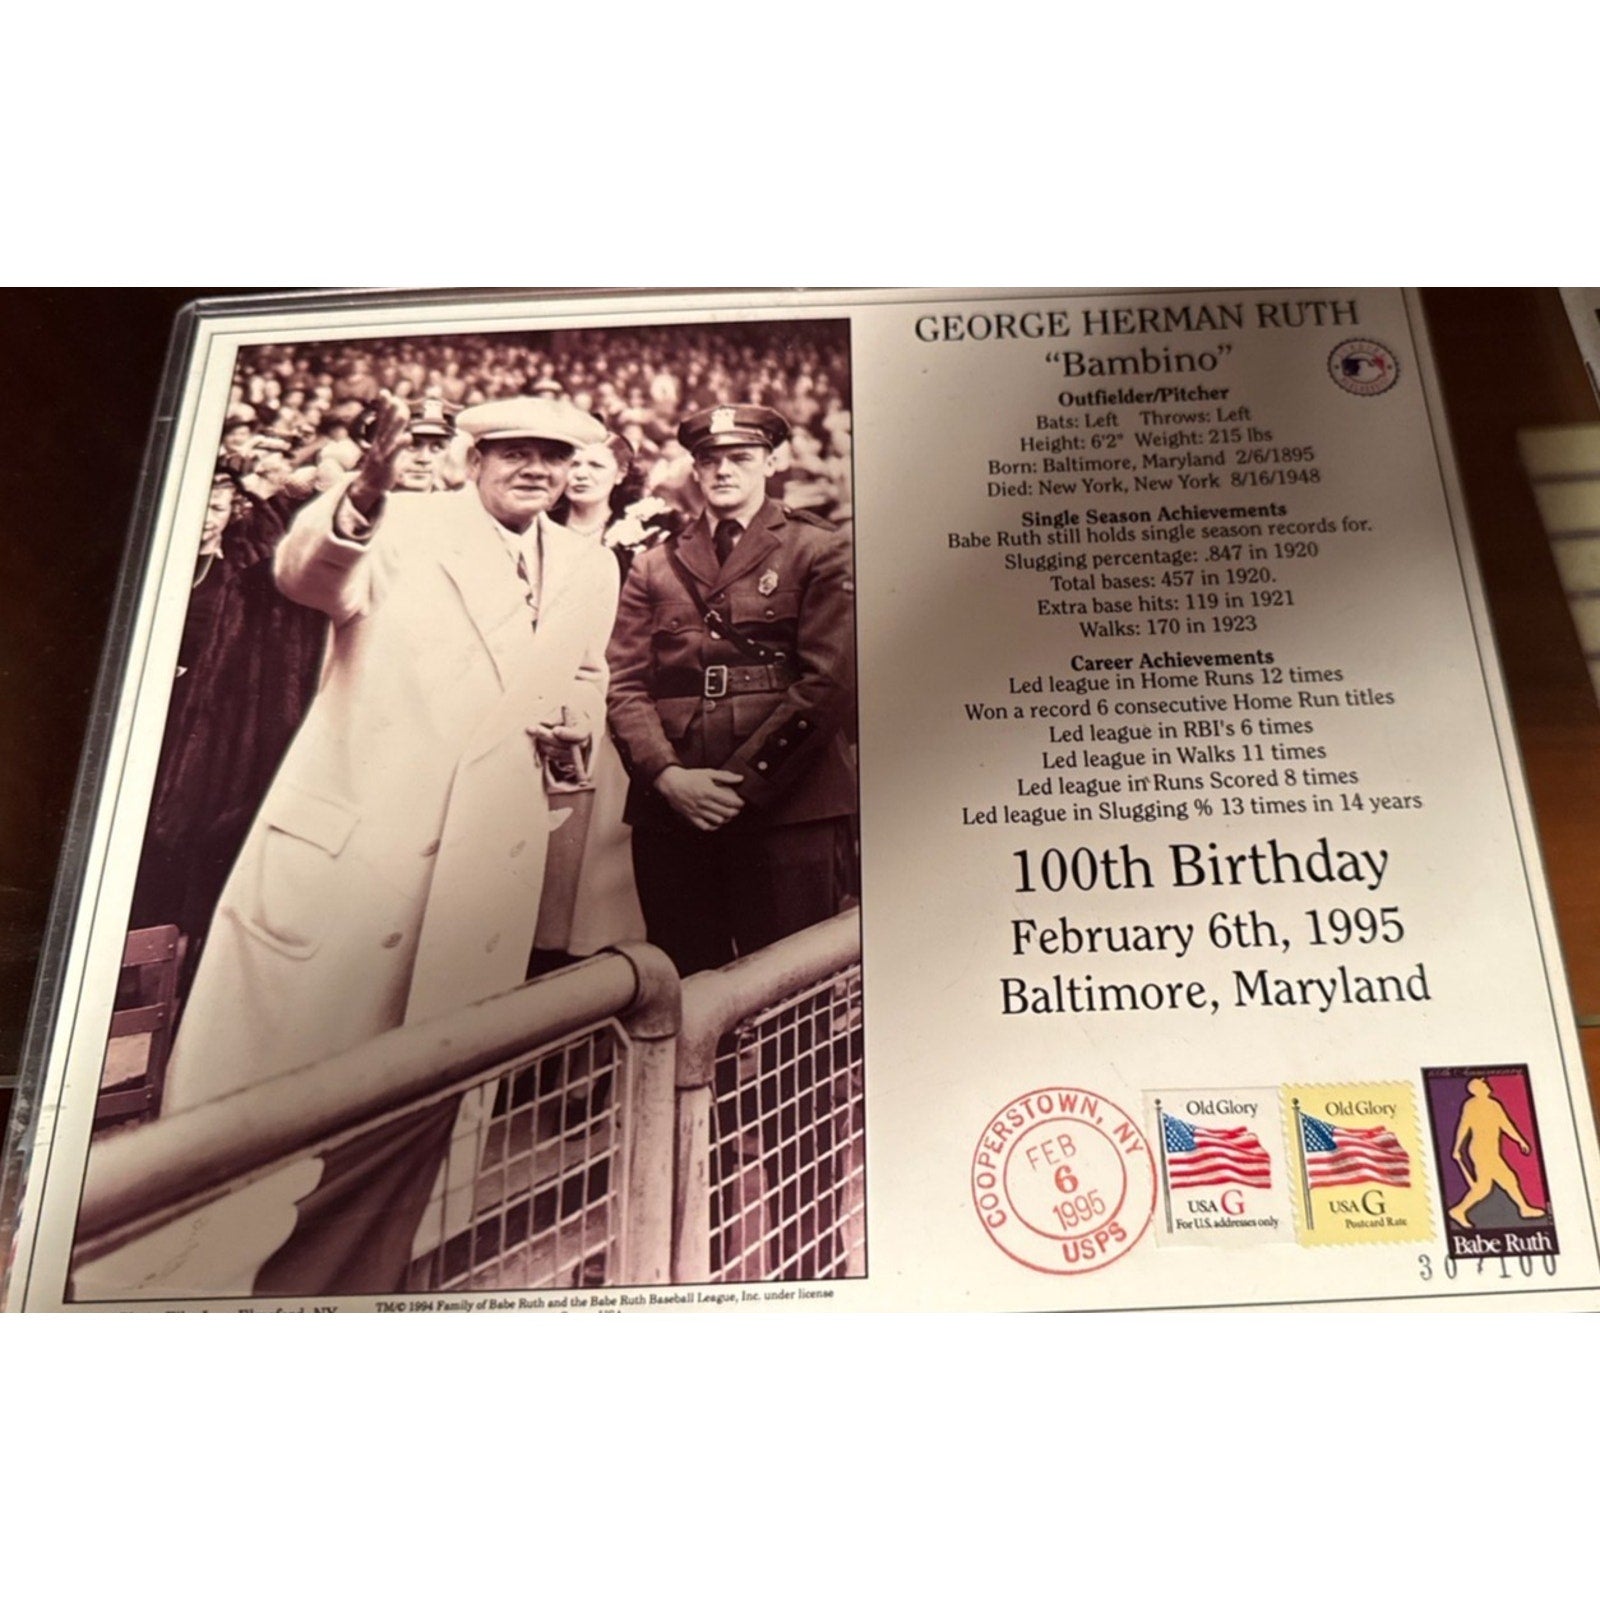 GEORGE HERMAN RUTH
“Bambino”
Outfielder/Pitcher
Bats: Left Throws: Left
Height: 6'2" Weight: 215 lbs
Born: Baltimore, Maryland 2/6/1895
Died: New York, New York 8/16/1948
Single Season Achievements
Babe Ruth still holds single season records for.
Slugging percentage: .847 in 1920
Total bases: 457 in 1920.
Extra base hits: 119 in 1921
Walks: 170 in 1923
Career Achievements
Led league in Home Runs 12 times
Won a record 6 consecutive Home Run titles
Led league in RBI's 6 times
Led league in Walks 11 times
Led league in Runs Scored 8 times
Led league in Slugging % 13 times in 14 years
100th Birthday
February 6th, 1995
Baltimore, Maryland
COOPERSTOWN, NY
FEB
6
1995
USPS
Old Glory
USA G
For U.S. addresses only
Old Glory
USA G
Postcard Rate
Babe Ruth
30/100
NY
TM/© 1994 Family of Babe Ruth and the Babe Ruth Baseball League, Inc. under license